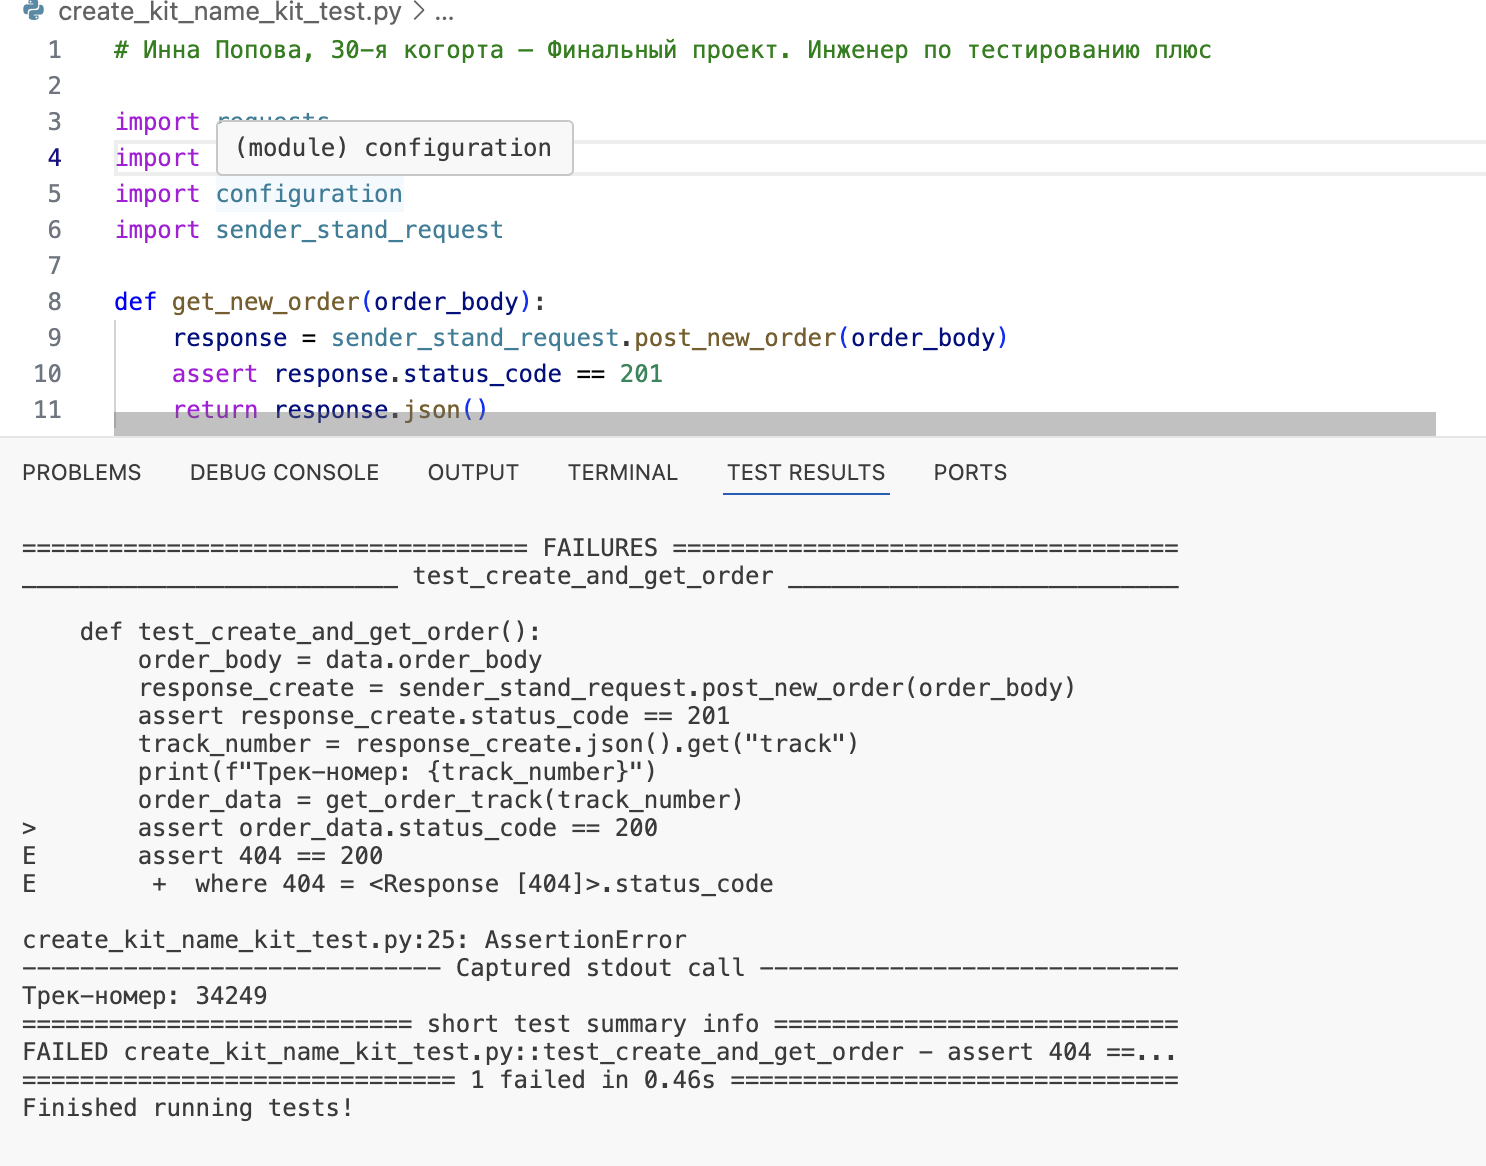 create_kit_name_kit_test.py > ...
1 # Инна Попова, 30-я когорта — Финальный проект. Инженер по тестированию плюс
2
3 import requests
(module) configuration
4 import
5 import configuration
6 import sender_stand_request
7
8 def get_new_order(order_body):
9     response = sender_stand_request.post_new_order(order_body)
10     assert response.status_code == 201
11     return response.json()
PROBLEMS DEBUG CONSOLE OUTPUT TERMINAL TEST RESULTS PORTS
=================================== FAILURES ===================================
__________________________ test_create_and_get_order ___________________________
    def test_create_and_get_order():
        order_body = data.order_body
        response_create = sender_stand_request.post_new_order(order_body)
        assert response_create.status_code == 201
        track_number = response_create.json().get("track")
        print(f"Трек-номер: {track_number}")
        order_data = get_order_track(track_number)
>       assert order_data.status_code == 200
E       assert 404 == 200
E        +  where 404 = <Response [404]>.status_code
create_kit_name_kit_test.py:25: AssertionError
----------------------------- Captured stdout call -----------------------------
Трек-номер: 34249
=========================== short test summary info ============================
FAILED create_kit_name_kit_test.py::test_create_and_get_order - assert 404 ==...
============================== 1 failed in 0.46s ===============================
Finished running tests!